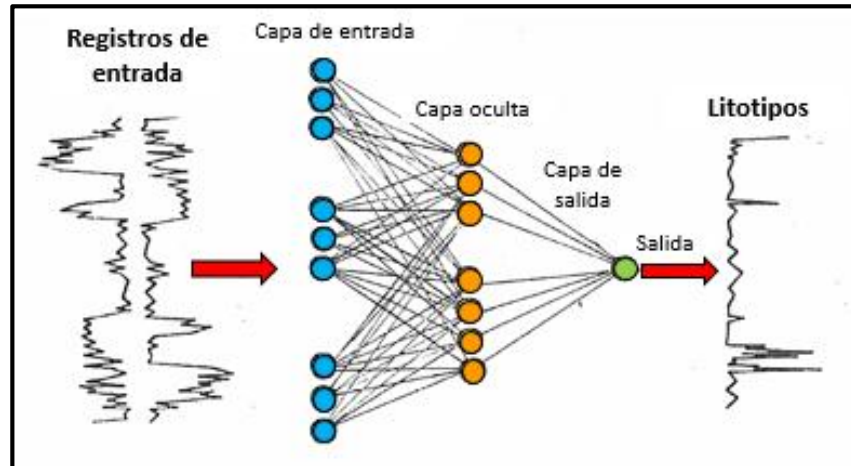 Registros de
entrada
Capa de entrada
Capa oculta
Capa de
salida
Salida
Litotipos